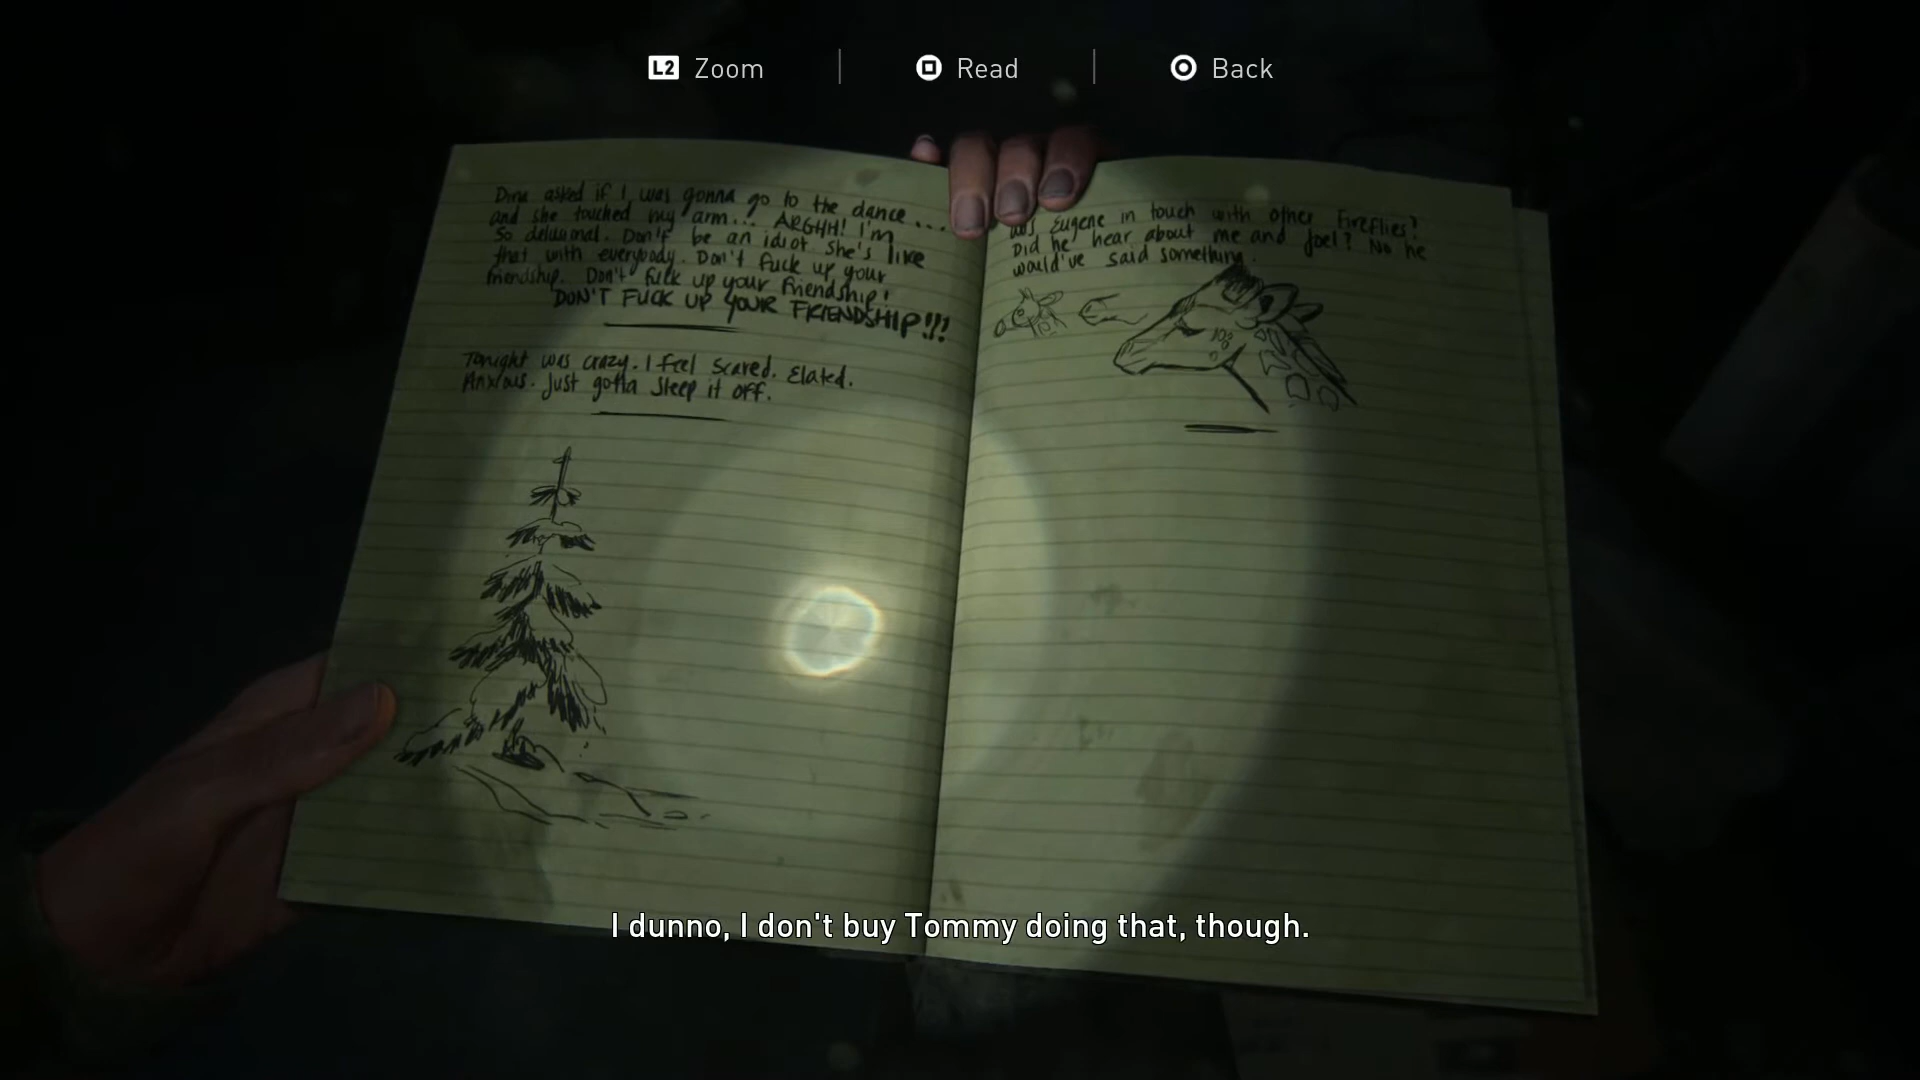 L2 Zoom
Read
Back
Dina asked if I was gonna go to the dance...
and she touched my arm... ARGHH! I'm
so delusional. Don't be an idiot. She's like
that with everybody. Don't fuck up your
friendship. Don't fuck up your friendship!
DON'T FUCK UP YOUR FRIENDSHIP!!!
Tonight was crazy. I feel scared. Elated.
Anxious. Just gotta sleep it off.
Was Eugene in touch with other Fireflies?
Did he hear about me and Joel? No he
would've said something.
I dunno, I don't buy Tommy doing that, though.